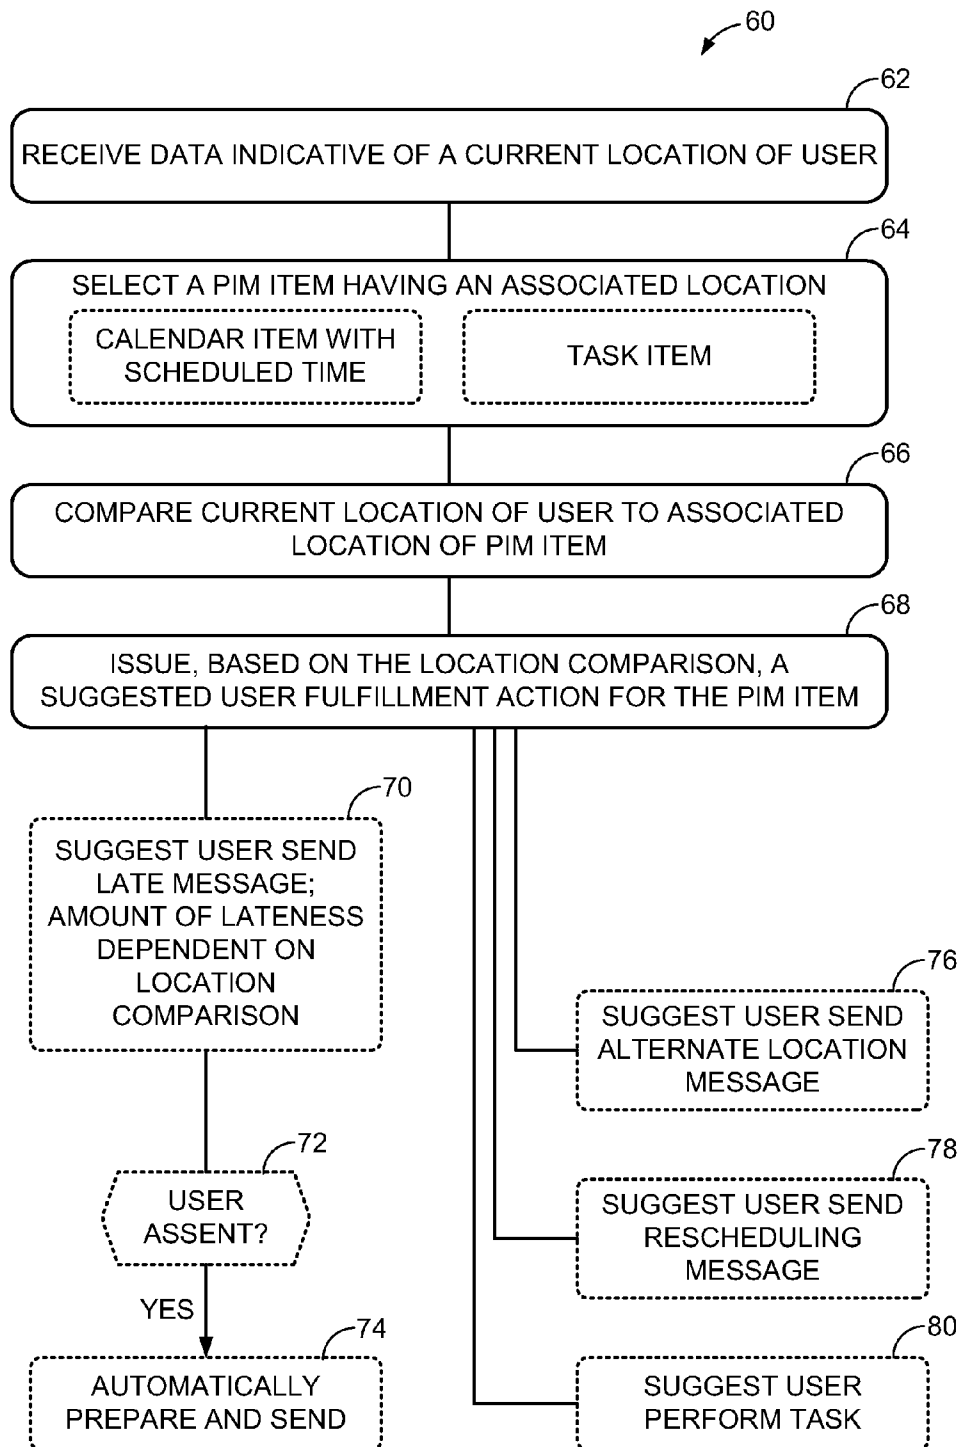 60
62
RECEIVE DATA INDICATIVE OF A CURRENT LOCATION OF USER
64
SELECT A PIM ITEM HAVING AN ASSOCIATED LOCATION
CALENDAR ITEM WITH
SCHEDULED TIME
TASK ITEM
66
COMPARE CURRENT LOCATION OF USER TO ASSOCIATED
LOCATION OF PIM ITEM
68
ISSUE, BASED ON THE LOCATION COMPARISON, A
SUGGESTED USER FULFILLMENT ACTION FOR THE PIM ITEM
70
SUGGEST USER SEND
LATE MESSAGE;
AMOUNT OF LATENESS
DEPENDENT ON
LOCATION
COMPARISON
72
USER
ASSENT?
YES
74
AUTOMATICALLY
PREPARE AND SEND
76
SUGGEST USER SEND
ALTERNATE LOCATION
MESSAGE
78
SUGGEST USER SEND
RESCHEDULING
MESSAGE
80
SUGGEST USER
PERFORM TASK